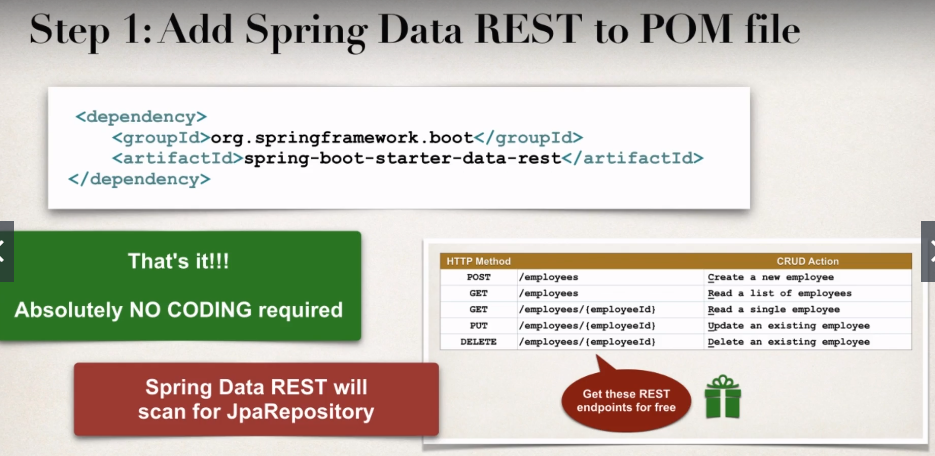 Step 1: Add Spring Data REST to POM file
<dependency>
<groupId>org.springframework.boot</groupId>
<artifactId>spring-boot-starter-data-rest</artifactId>
</dependency>
That's it!!!
Absolutely NO CODING required
Spring Data REST will
scan for JpaRepository
HTTP Method CRUD Action
POST /employees Create a new employee
GET /employees Read a list of employees
GET /employees/{employeeId} Read a single employee
PUT /employees/{employeeId} Update an existing employee
DELETE /employees/{employeeId} Delete an existing employee
Get these REST
endpoints for free